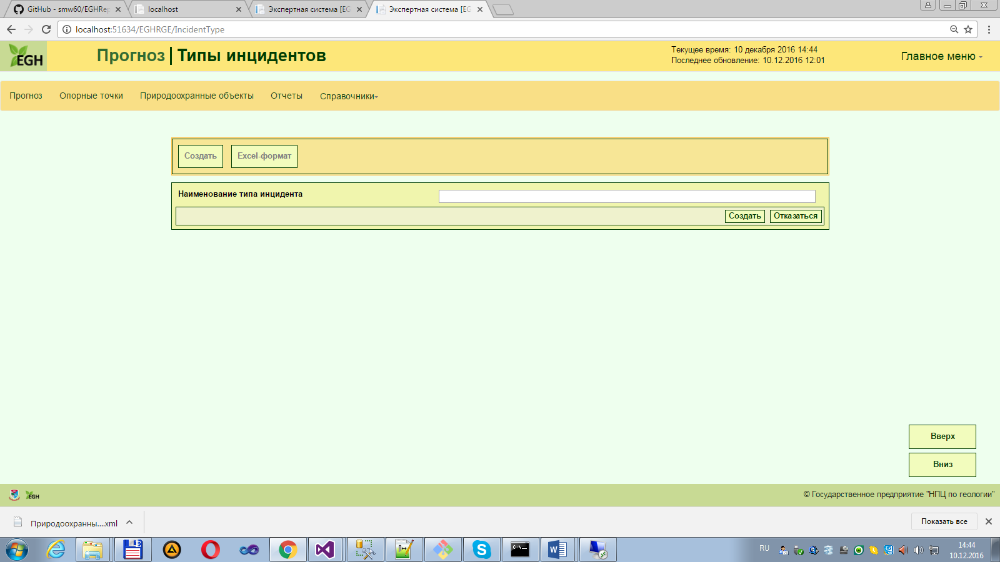 GitHub - smw60/EGHRep
localhost
Экспертная система [EG
Экспертная система [EG
localhost:51634/EGHRGE/IncidentType
EGH
Прогноз | Типы инцидентов
Текущее время: 10 декабря 2016 14:44
Последнее обновление: 10.12.2016 12:01
Главное меню
Прогноз
Опорные точки
Природоохранные объекты
Отчеты
Справочники
Создать
Excel-формат
Наименование типа инцидента
Создать
Отказаться
Вверх
Вниз
EGH
© Государственное предприятие "НПЦ по геологии"
Природоохранны....xml
Показать все
RU
14:44
10.12.2016